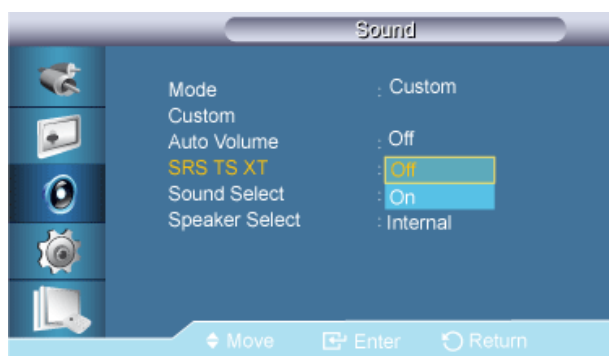 Sound
Mode : Custom
Custom
Auto Volume : Off
SRS TS XT : Off
Sound Select : On
Speaker Select : Internal
Move Enter Return